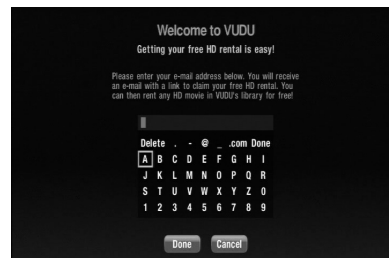 Welcome to VUDU
Getting your free HD rental is easy!
Please enter your e-mail address below. You will receive
an e-mail with a link to claim your free HD rental. You
can then rent any HD movie in VUDU's library for free!
Delete . - @ _ .com Done
A B C D E F G H I
J K L M N O P Q R
S T U V W X Y Z 0
1 2 3 4 5 6 7 8 9
Done Cancel